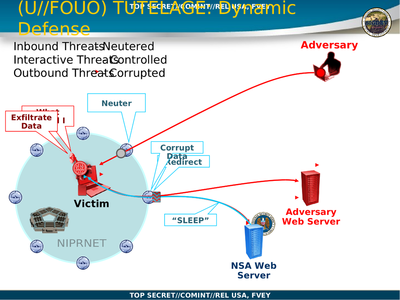 (U//FOUO) TUTELAGE: Dynamic
TOP SECRET//COMINT//REL USA, FVEY
Defense
Inbound Threats Neutered
Interactive Threats Controlled
Outbound Threats Corrupted
Adversary
Neuter
Exfiltrate
Data
Corrupt
Data
Redirect
Victim
“SLEEP”
Adversary
Web Server
NIPRNET
NSA Web
Server
TOP SECRET//COMINT//REL USA, FVEY